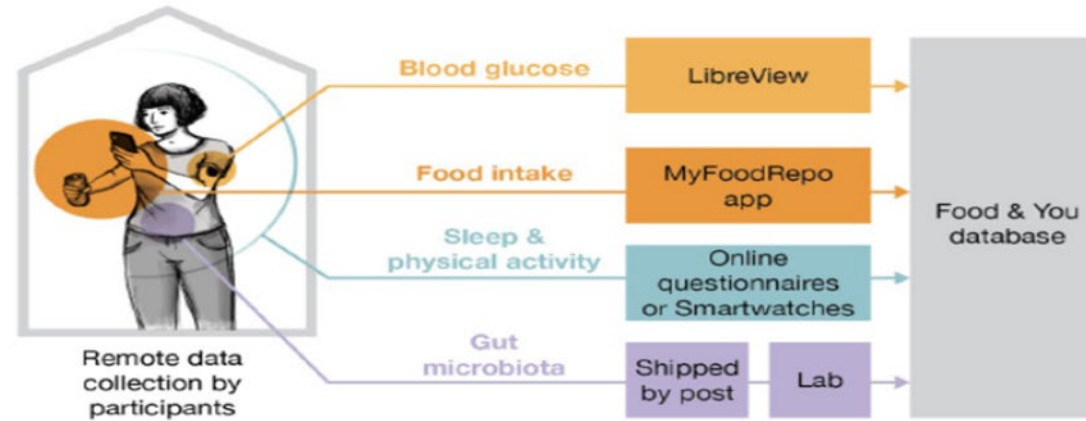 Blood glucose
LibreView
Food intake
MyFoodRepo
app
Sleep &
physical activity
Online
questionnaires
or Smartwatches
Gut
microbiota
Shipped
by post
Lab
Food & You
database
Remote data
collection by
participants